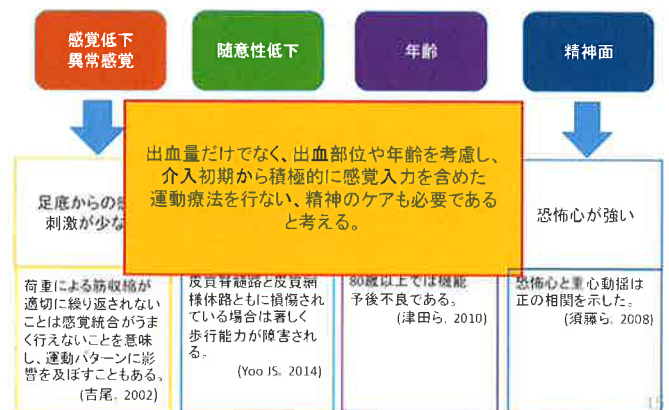 感覚低下
異常感覚
随意性低下
年齢
精神面
出血量だけでなく、出血部位や年齢を考慮し、
介入初期から積極的に感覚入力を含めた
運動療法を行ない、精神のケアも必要である
と考える。
足底からの
刺激が少な
恐怖心が強い
荷重による筋収縮が
適切に繰り返されない
ことは感覚統合がうま
く行えないことを意味
し、運動パターンに影
響を及ぼすこともある。
(吉尾。2002)
皮質脊髄路と皮質網
様体路ともに損傷され
ている場合は著しく
歩行能力が障害され
る。
(Yoo JS。2014)
80歳以上では機能
予後不良である。
(津田ら。2010)
恐怖心と重心動揺は
正の相関を示した。
(須藤ら。2008)
15